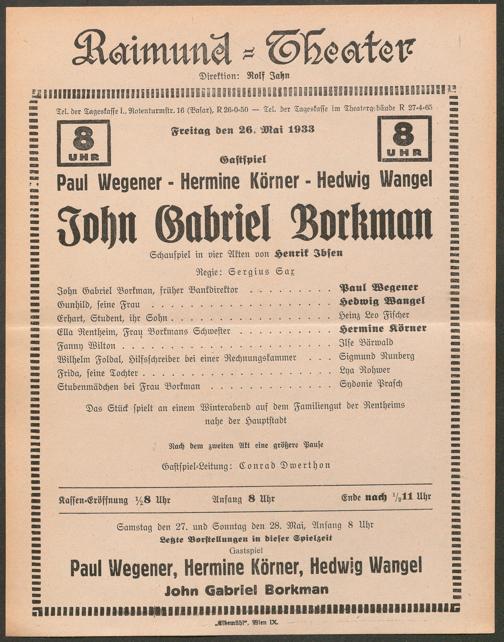 Raimund-Theater
Direktion: Rolf Jahn
Tel. der Tageskasse I., Rotenturmstr. 16 (Basar), R 26-0-50 — Tel. der Tageskasse im Theatergebäude R 27-4-65
8 UHR
Freitag den 26. Mai 1933
8 UHR
Gastspiel
Paul Wegener - Hermine Körner - Hedwig Wangel
John Gabriel Borkman
Schauspiel in vier Akten von Henrik Ibsen
Regie: Sergius Sax
John Gabriel Borkman, früher Bankdirektor . . . . . . . . . Paul Wegener
Gunhild, seine Frau . . . . . . . . . . . . . . . . . Hedwig Wangel
Erhart, Student, ihr Sohn . . . . . . . . . . . . . . . Heinz Leo Fischer
Ella Rentheim, Frau Borkmans Schwester . . . . . . . . . Hermine Körner
Fanny Wilton . . . . . . . . . . . . . . . . . . . Ilse Bärwald
Wilhelm Foldal, Hilfsschreiber bei einer Rechnungskammer . . . Sigmund Nunberg
Frida, seine Tochter . . . . . . . . . . . . . . . . . Lya Rohwer
Stubenmädchen bei Frau Borkman . . . . . . . . . . . Sydonie Prasch
Das Stück spielt an einem Winterabend auf dem Familiengut der Rentheims
nahe der Hauptstadt
Nach dem zweiten Akt eine größere Pause
Gastspiel-Leitung: Conrad Dwerthon
Kassen-Eröffnung ½8 Uhr Anfang 8 Uhr Ende nach ½11 Uhr
Samstag den 27. und Sonntag den 28. Mai, Anfang 8 Uhr
Letzte Vorstellungen in dieser Spielzeit
Gastspiel
Paul Wegener, Hermine Körner, Hedwig Wangel
John Gabriel Borkman
„Elbemühl“, Wien IX.